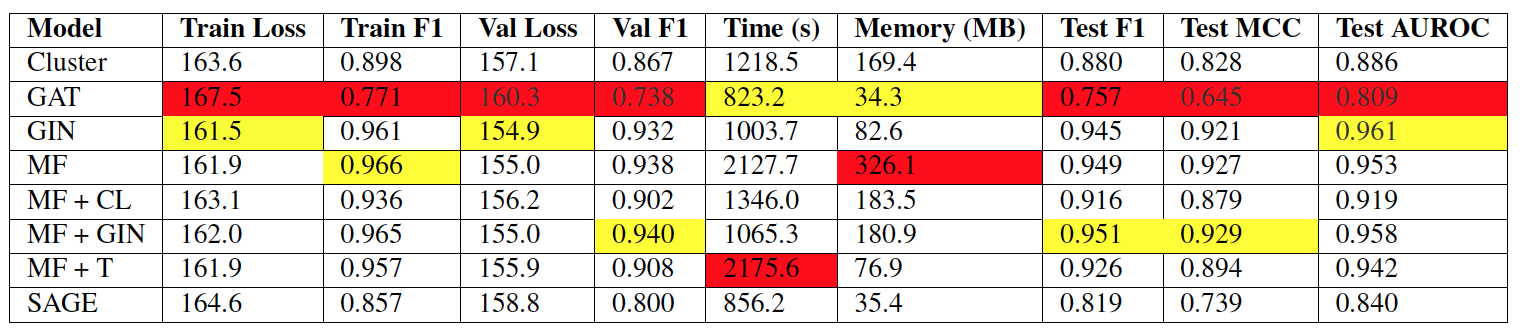 Model Train Loss Train F1 Val Loss Val F1 Time (s) Memory (MB) Test F1 Test MCC Test AUROC
Cluster 163.6 0.898 157.1 0.867 1218.5 169.4 0.880 0.828 0.886
GAT 167.5 0.771 160.3 0.738 823.2 34.3 0.757 0.645 0.809
GIN 161.5 0.961 154.9 0.932 1003.7 82.6 0.945 0.921 0.961
MF 161.9 0.966 155.0 0.938 2127.7 326.1 0.949 0.927 0.953
MF + CL 163.1 0.936 156.2 0.902 1346.0 183.5 0.916 0.879 0.919
MF + GIN 162.0 0.965 155.0 0.940 1065.3 180.9 0.951 0.929 0.958
MF + T 161.9 0.957 155.9 0.908 2175.6 76.9 0.926 0.894 0.942
SAGE 164.6 0.857 158.8 0.800 856.2 35.4 0.819 0.739 0.840